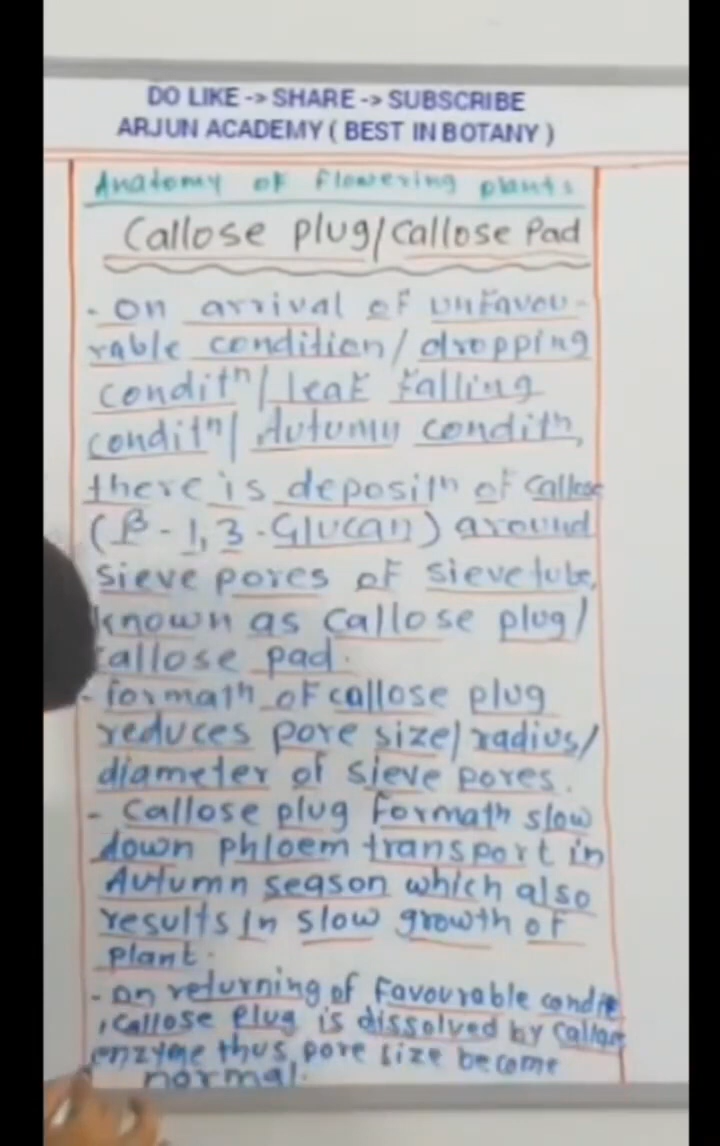 DO LIKE -> SHARE -> SUBSCRIBE
ARJUN ACADEMY ( BEST IN BOTANY )
Anatomy of Flowering plants
Callose plug/callose Pad
- on arrival of unfavou-
rable condition/dropping
conditⁿ/leaf falling
conditⁿ/Autumn conditⁿ,
there is depositⁿ of callose
(β-1,3-Glucan) around
sieve pores of sieve tube,
known as callose plug/
callose pad.
- formatⁿ of callose plug
reduces pore size/radius/
diameter of sieve pores.
- callose plug formatⁿ slow
down phloem transport in
Autumn season which also
results in slow growth of
plant.
- on returning of favourable
, callose plug is dissolved by
enzyme thus pore size become
normal.